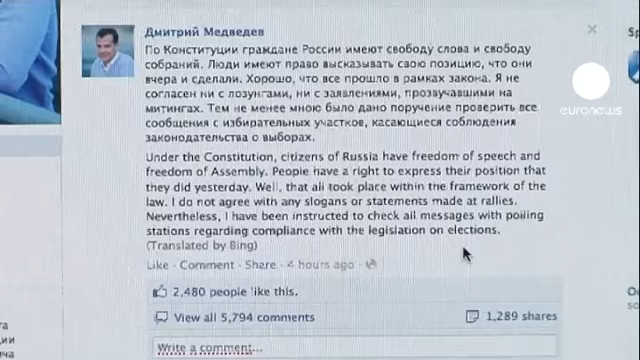 Дмитрий Медведев
По Конституции граждане России имеют свободу слова и свободу
собраний. Люди имеют право высказывать свою позицию, что они
вчера и сделали. Хорошо, что все прошло в рамках закона. Я не
согласен ни с лозунгами, ни с заявлениями, прозвучавшими на
митингах. Тем не менее мною было дано поручение проверить все
сообщения с избирательных участков, касающиеся соблюдения
законодательства о выборах.
euronews
Under the Constitution, citizens of Russia have freedom of speech and
freedom of Assembly. People have a right to express their position that
they did yesterday. Well, that all took place within the framework of the
law. I do not agree with any slogans or statements made at rallies.
Nevertheless, I have been instructed to check all messages with polling
stations regarding compliance with the legislation on elections.
(Translated by Bing)
Like · Comment · Share · 4 hours ago ·
2,480 people like this.
View all 5,794 comments
1,289 shares
Write a comment...